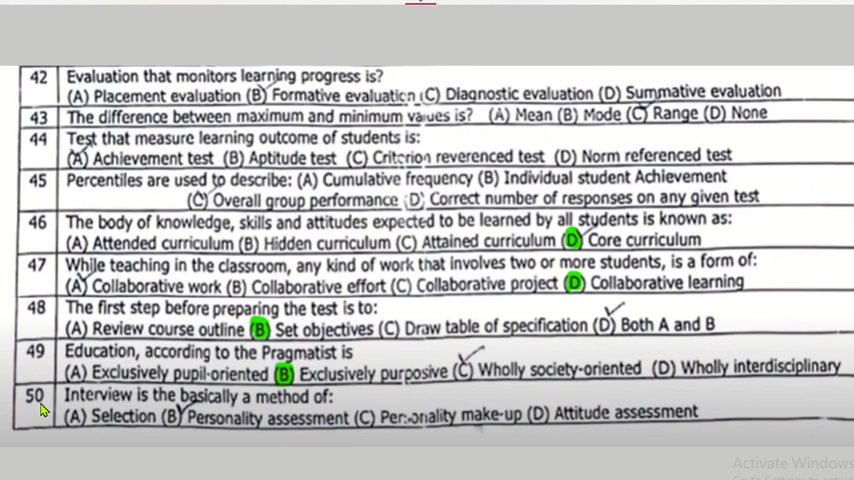 42 Evaluation that monitors learning progress is?
(A) Placement evaluation (B) Formative evaluation (C) Diagnostic evaluation (D) Summative evaluation
43 The difference between maximum and minimum values is? (A) Mean (B) Mode (C) Range (D) None
44 Test that measure learning outcome of students is:
(A) Achievement test (B) Aptitude test (C) Criterion reverenced test (D) Norm referenced test
45 Percentiles are used to describe: (A) Cumulative frequency (B) Individual student Achievement
(C) Overall group performance (D) Correct number of responses on any given test
46 The body of knowledge, skills and attitudes expected to be learned by all students is known as:
(A) Attended curriculum (B) Hidden curriculum (C) Attained curriculum (D) Core curriculum
47 While teaching in the classroom, any kind of work that involves two or more students, is a form of:
(A) Collaborative work (B) Collaborative effort (C) Collaborative project (D) Collaborative learning
48 The first step before preparing the test is to:
(A) Review course outline (B) Set objectives (C) Draw table of specification (D) Both A and B
49 Education, according to the Pragmatist is
(A) Exclusively pupil-oriented (B) Exclusively purposive (C) Wholly society-oriented (D) Wholly interdisciplinary
50 Interview is the basically a method of:
(A) Selection (B) Personality assessment (C) Personality make-up (D) Attitude assessment
Activate Windows